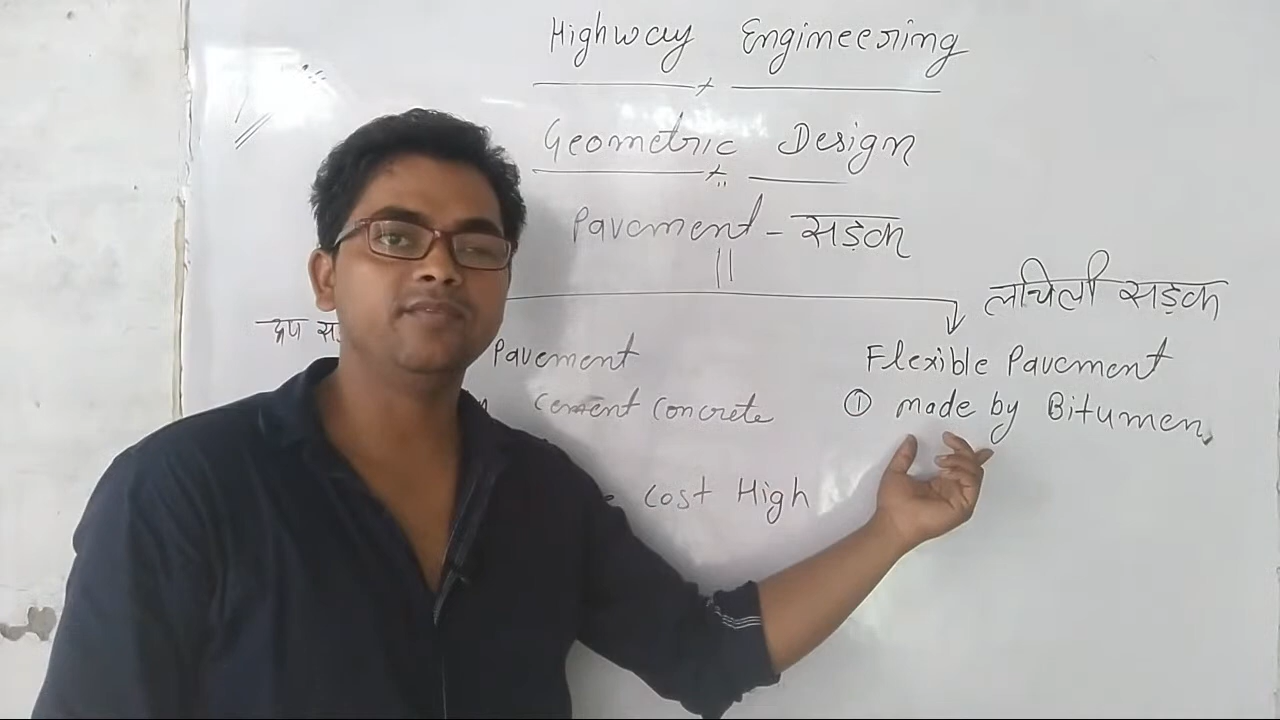 Highway Engineering
Geometric Design
Pavement - सड़क
लचिली सड़क
Pavement
Flexible Pavement
Cement Concrete
① made by Bitumen
Cost High